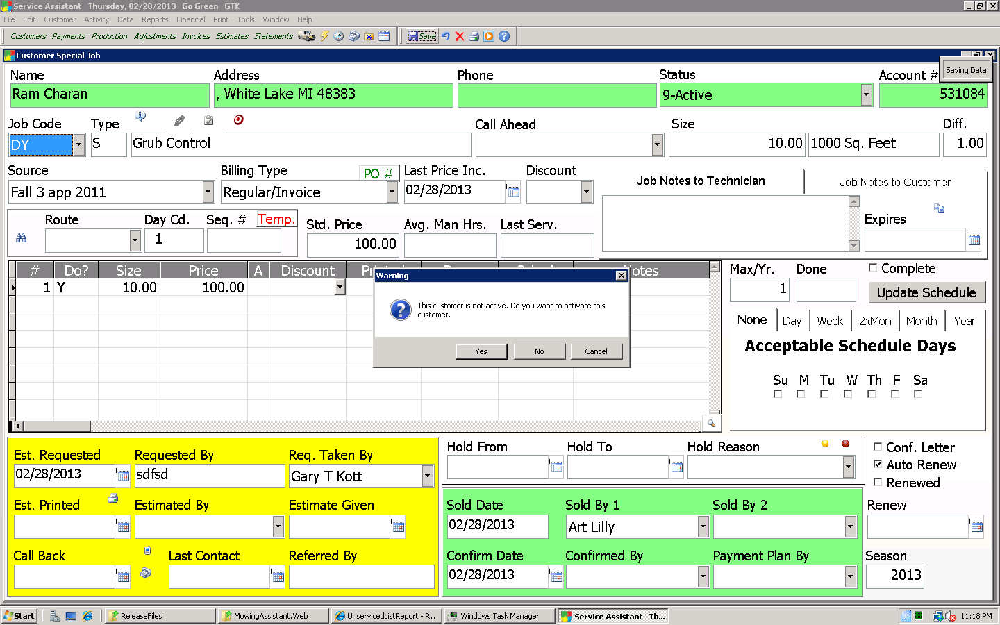 Service Assistant Thursday, 02/28/2013 Go Green GTK
File Edit Customer Activity Data Reports Financial Print Tools Window Help
Customers Payments Production Adjustments Invoices Estimates Statements Save
Customer Special Job
Saving Data
Name Address Phone Status Account #
Ram Charan , White Lake MI 48383 9-Active 531084
Job Code Type Call Ahead Size Diff.
DY S Grub Control 10.00 1000 Sq. Feet 1.00
Source Billing Type PO # Last Price Inc. Discount
Fall 3 app 2011 Regular/Invoice 02/28/2013
Job Notes to Technician Job Notes to Customer
Route Day Cd. Seq. # Temp. Std. Price Avg. Man Hrs. Last Serv. Expires
1 100.00
# Do? Size Price A Discount Notes
1 Y 10.00 100.00
Warning
This customer is not active. Do you want to activate this
customer.
Yes No Cancel
Max/Yr. Done Complete
1 Update Schedule
None Day Week 2xMon Month Year
Acceptable Schedule Days
Su M Tu W Th F Sa
Est. Requested Requested By Req. Taken By
02/28/2013 sdfsd Gary T Kott
Est. Printed Estimated By Estimate Given
Call Back Last Contact Referred By
Hold From Hold To Hold Reason
Conf. Letter
Auto Renew
Renewed
Sold Date Sold By 1 Sold By 2 Renew
02/28/2013 Art Lilly
Confirm Date Confirmed By Payment Plan By Season
02/28/2013 2013
Start ReleaseFiles MowingAssistant.Web UnservicedListReport - R... Windows Task Manager Service Assistant Th... 11:18 PM